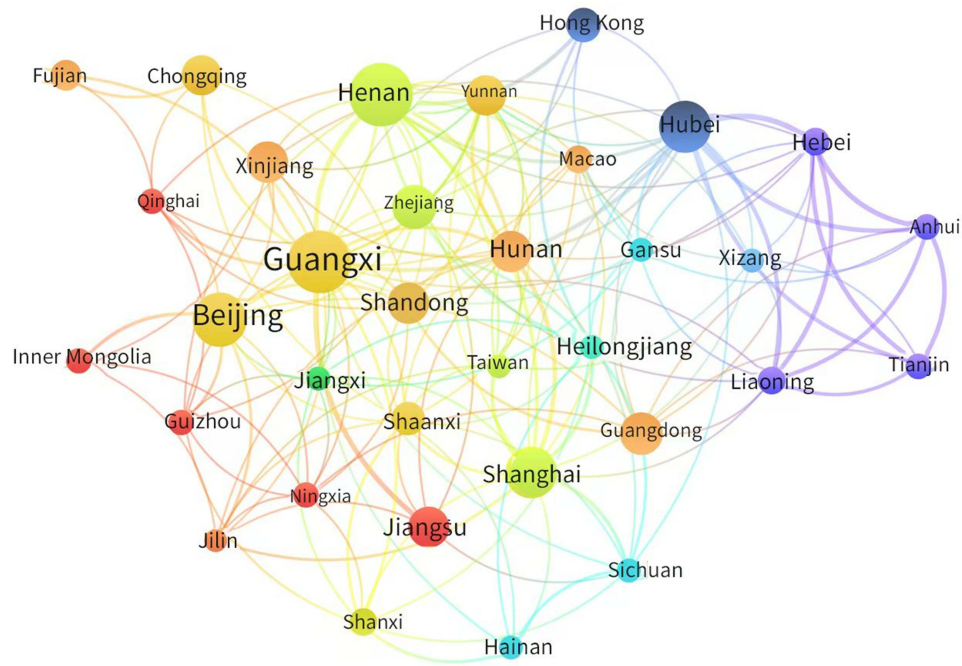 Hong Kong
Fujian
Chongqing
Henan
Yunnan
Hubei
Hebei
Xinjiang
Macao
Qinghai
Zhejiang
Anhui
Guangxi
Hunan
Gansu
Xizang
Shandong
Beijing
Inner Mongolia
Heilongjiang
Taiwan
Tianjin
Jiangxi
Liaoning
Guizhou
Shaanxi
Guangdong
Shanghai
Ningxia
Jiangsu
Jilin
Sichuan
Shanxi
Hainan